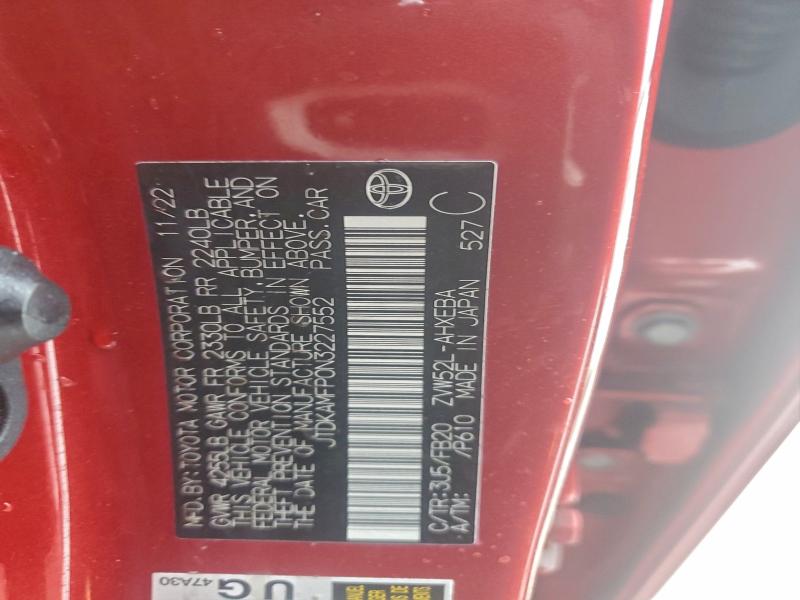 MFD.BY:TOYOTA MOTOR CORPORATION 11/22
GVWR 4255LB GAWR FR 2330LB RR 2240LB
THIS VEHICLE CONFORMS TO ALL APPLICABLE
FEDERAL MOTOR VEHICLE SAFETY, BUMPER, AND
THEFT PREVENTION STANDARDS IN EFFECT ON
THE DATE OF MANUFACTURE SHOWN ABOVE.
JTDKAMFP0N3227552 PASS.CAR
C/TR:3U5/FB20 ZVW52L-AHXEBA
A/TM: /P610 MADE IN JAPAN 527 C
47A30
UG